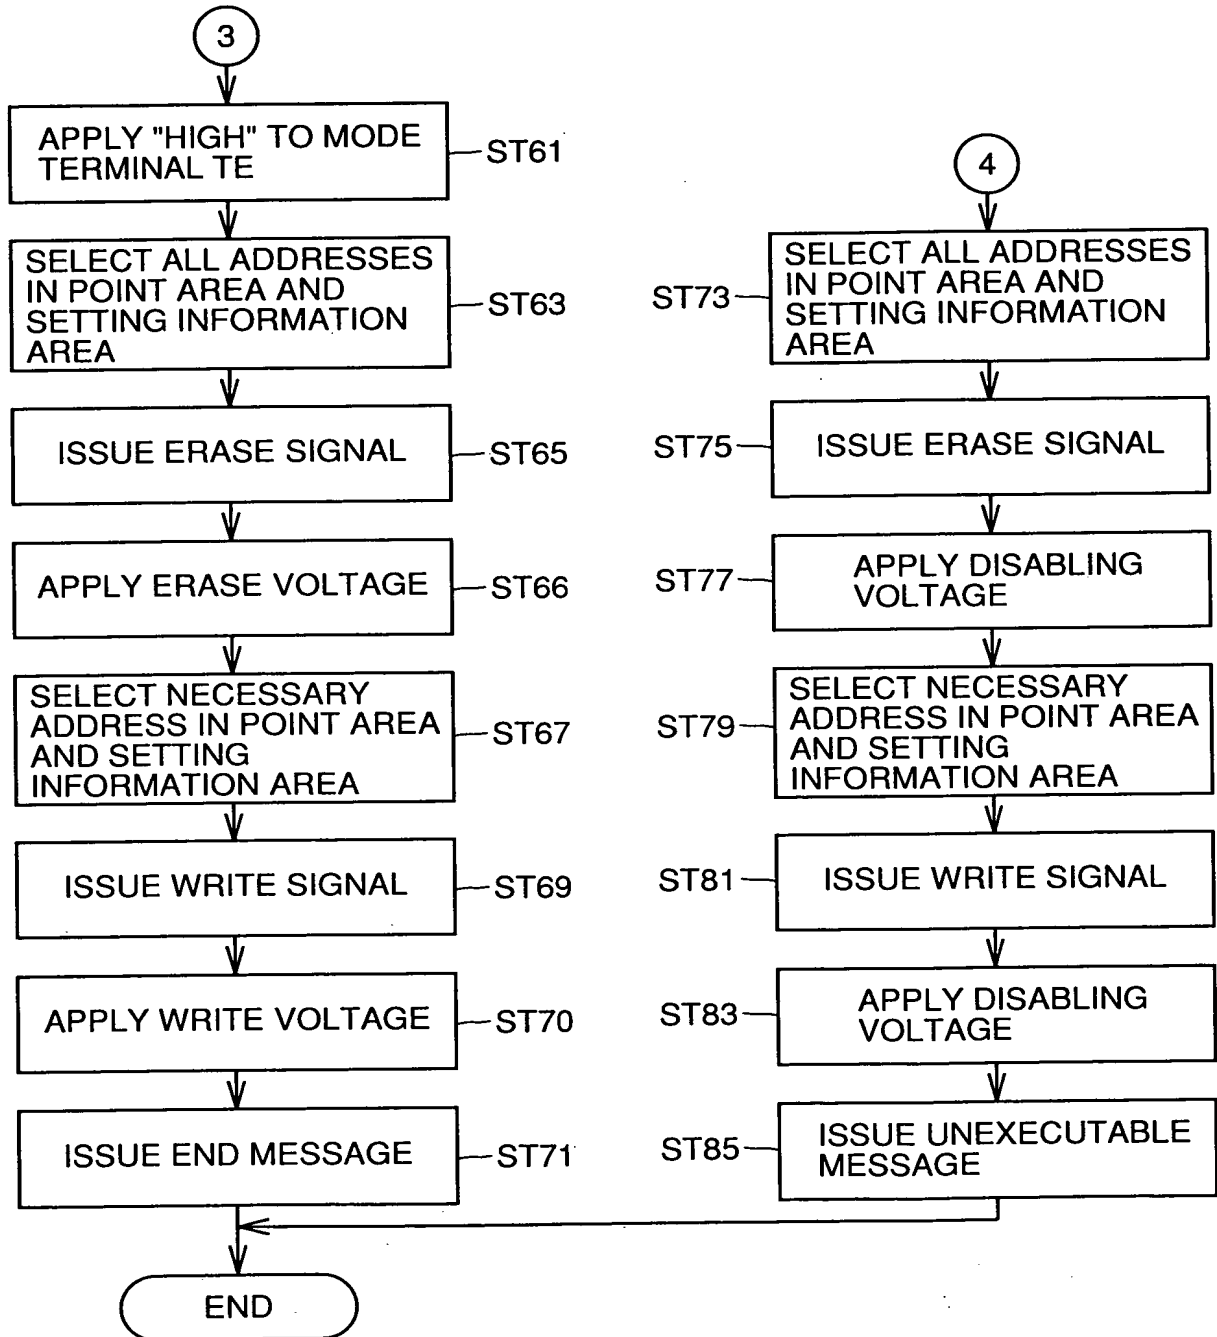 3
APPLY "HIGH" TO MODE
TERMINAL TE
ST61
SELECT ALL ADDRESSES
IN POINT AREA AND
SETTING INFORMATION
AREA
ST63
ISSUE ERASE SIGNAL
ST65
APPLY ERASE VOLTAGE
ST66
SELECT NECESSARY
ADDRESS IN POINT AREA
AND SETTING
INFORMATION AREA
ST67
ISSUE WRITE SIGNAL
ST69
APPLY WRITE VOLTAGE
ST70
ISSUE END MESSAGE
ST71
END
4
SELECT ALL ADDRESSES
IN POINT AREA AND
SETTING INFORMATION
AREA
ST73
ISSUE ERASE SIGNAL
ST75
APPLY DISABLING
VOLTAGE
ST77
SELECT NECESSARY
ADDRESS IN POINT AREA
AND SETTING
INFORMATION AREA
ST79
ISSUE WRITE SIGNAL
ST81
APPLY DISABLING
VOLTAGE
ST83
ISSUE UNEXECUTABLE
MESSAGE
ST85